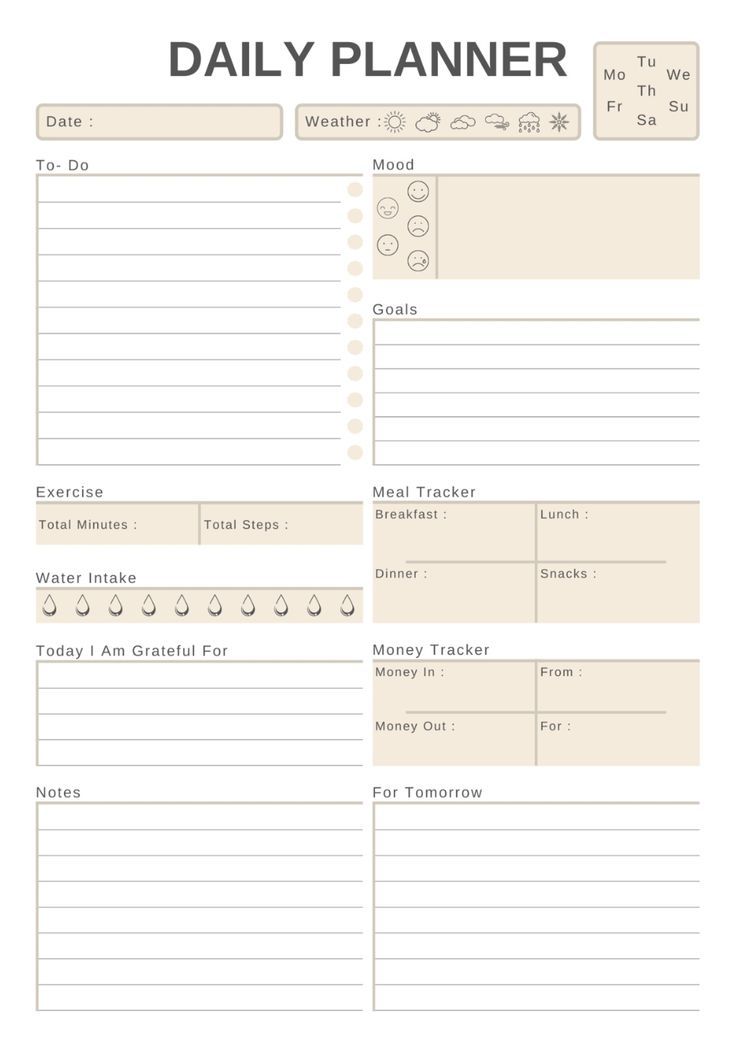 DAILY PLANNER
Tu
Mo We
Th
Fr Su
Sa
Date :
Weather :
To- Do
Mood
Goals
Exercise
Total Minutes :
Total Steps :
Meal Tracker
Breakfast :
Lunch :
Dinner :
Snacks :
Water Intake
Today I Am Grateful For
Money Tracker
Money In :
From :
Money Out :
For :
Notes
For Tomorrow